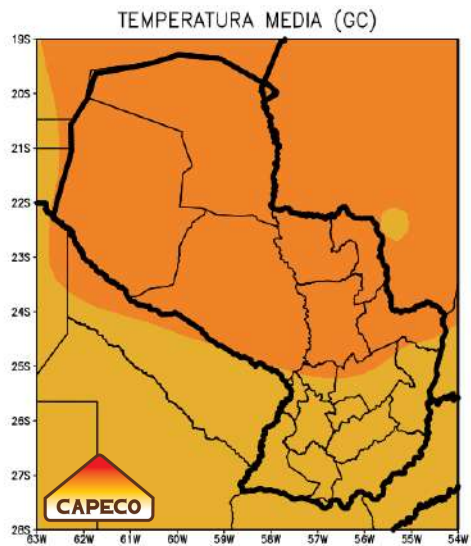 TEMPERATURA MEDIA (GC)
19S
20S
21S
22S
23S
24S
25S
26S
27S
28S
CAPECO
63W 62W 61W 60W 59W 58W 57W 56W 55W 54W